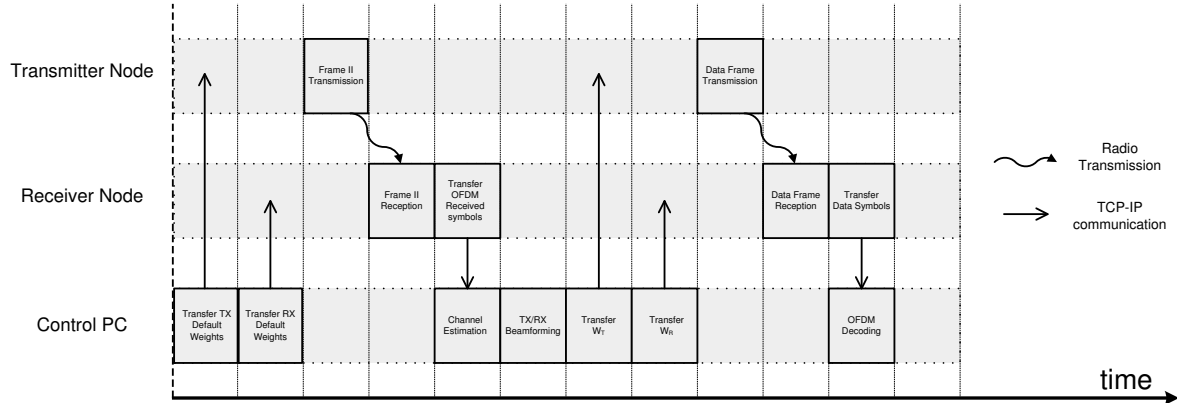 Transmitter Node
Frame II
Transmission
Data Frame
Transmission
Radio
Transmission
Receiver Node
Frame II
Reception
Transfer
OFDM
Received
symbols
Data Frame
Reception
Transfer
Data Symbols
TCP-IP
communication
Control PC
Transfer TX
Default
Weights
Transfer RX
Default
Weights
Channel
Estimation
TX/RX
Beamforming
Transfer
WT
Transfer
WR
OFDM
Decoding
time